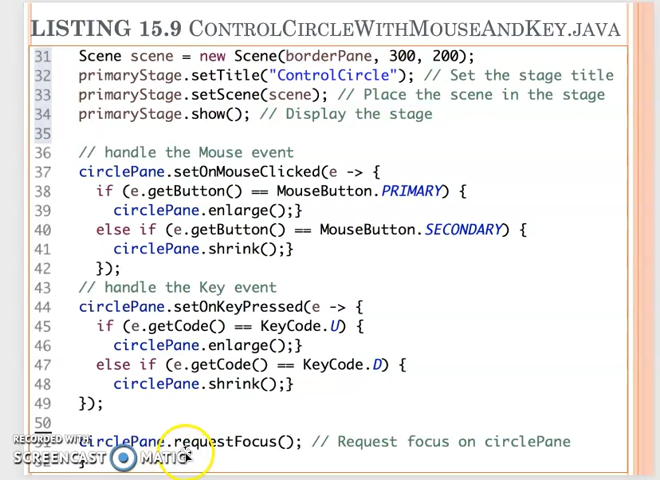 LISTING 15.9 CONTROLCIRCLEWITHMOUSEANDKEY.JAVA
31 Scene scene = new Scene(borderPane, 300, 200);
32 primaryStage.setTitle("ControlCircle"); // Set the stage title
33 primaryStage.setScene(scene); // Place the scene in the stage
34 primaryStage.show(); // Display the stage
35
36 // handle the Mouse event
37 circlePane.setOnMouseClicked(e -> {
38 if (e.getButton() == MouseButton.PRIMARY) {
39 circlePane.enlarge();}
40 else if (e.getButton() == MouseButton.SECONDARY) {
41 circlePane.shrink();}
42 });
43 // handle the Key event
44 circlePane.setOnKeyPressed(e -> {
45 if (e.getCode() == KeyCode.U) {
46 circlePane.enlarge();}
47 else if (e.getCode() == KeyCode.D) {
48 circlePane.shrink();}
49 });
50
circlePane.requestFocus(); // Request focus on circlePane
RECORDED WITH
SCREENCAST MATIC